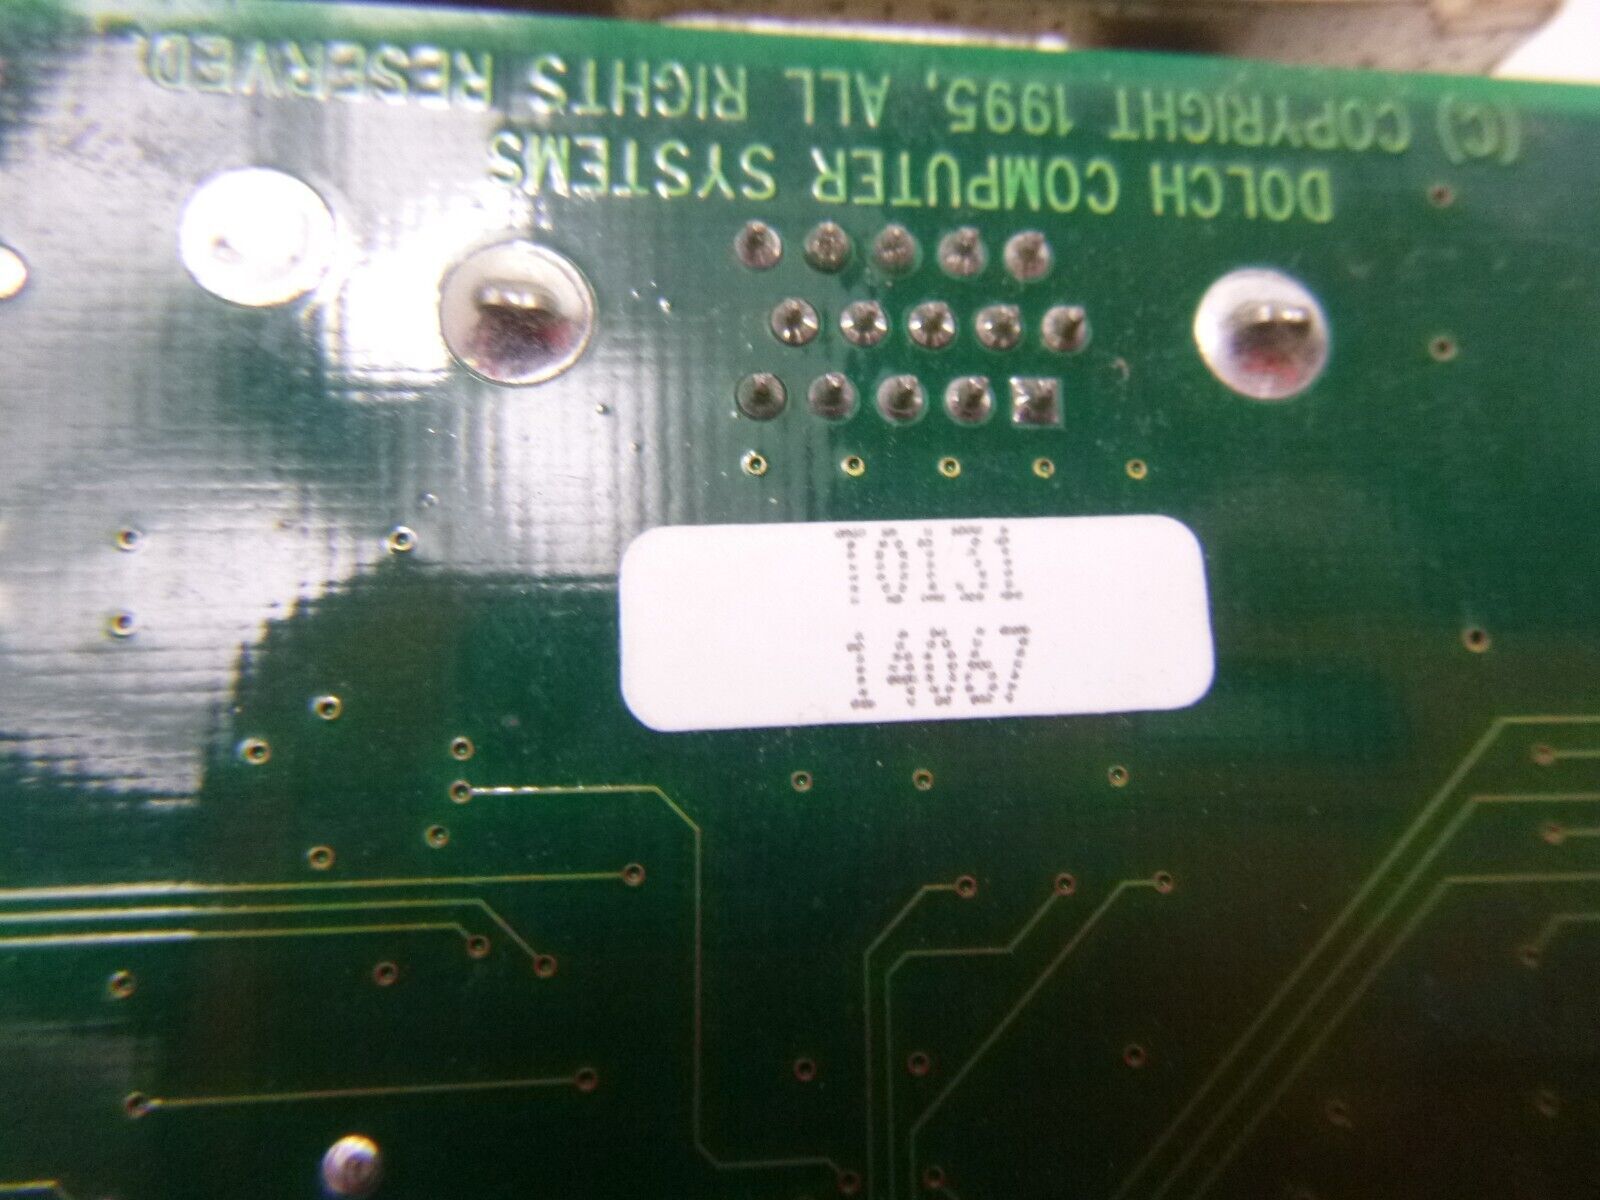 DOLCH COMPUTER SYSTEMS
(C) COPYRIGHT 1995, ALL RIGHTS RESERVED.
T0131
14067